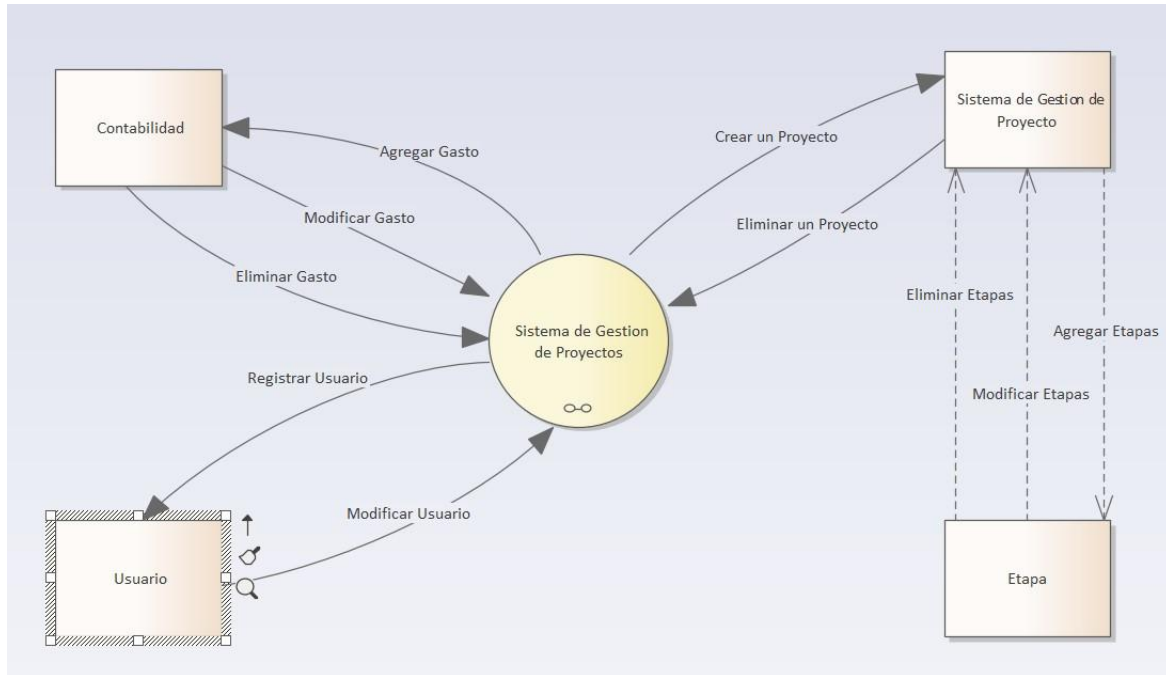 Contabilidad
Sistema de Gestion de
Proyecto
Agregar Gasto
Crear un Proyecto
Modificar Gasto
Eliminar un Proyecto
Eliminar Gasto
Eliminar Etapas
Sistema de Gestion
de Proyectos
Agregar Etapas
Registrar Usuario
Modificar Etapas
Modificar Usuario
Usuario
Etapa